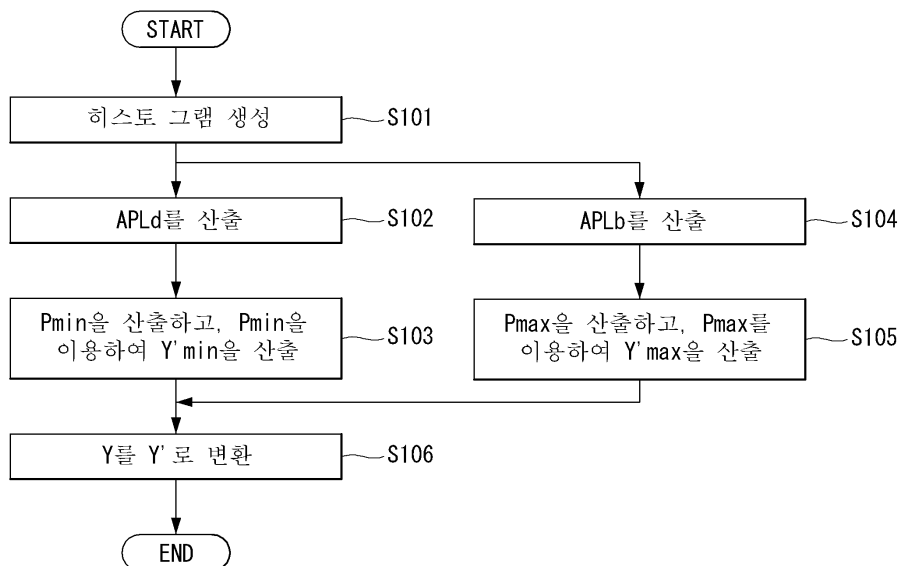 START
히스토 그램 생성
S101
APLd를 산출
S102
APLb를 산출
S104
Pmin을 산출하고, Pmin을
이용하여 Y'min을 산출
S103
Pmax을 산출하고, Pmax를
이용하여 Y'max을 산출
S105
Y를 Y'로 변환
S106
END